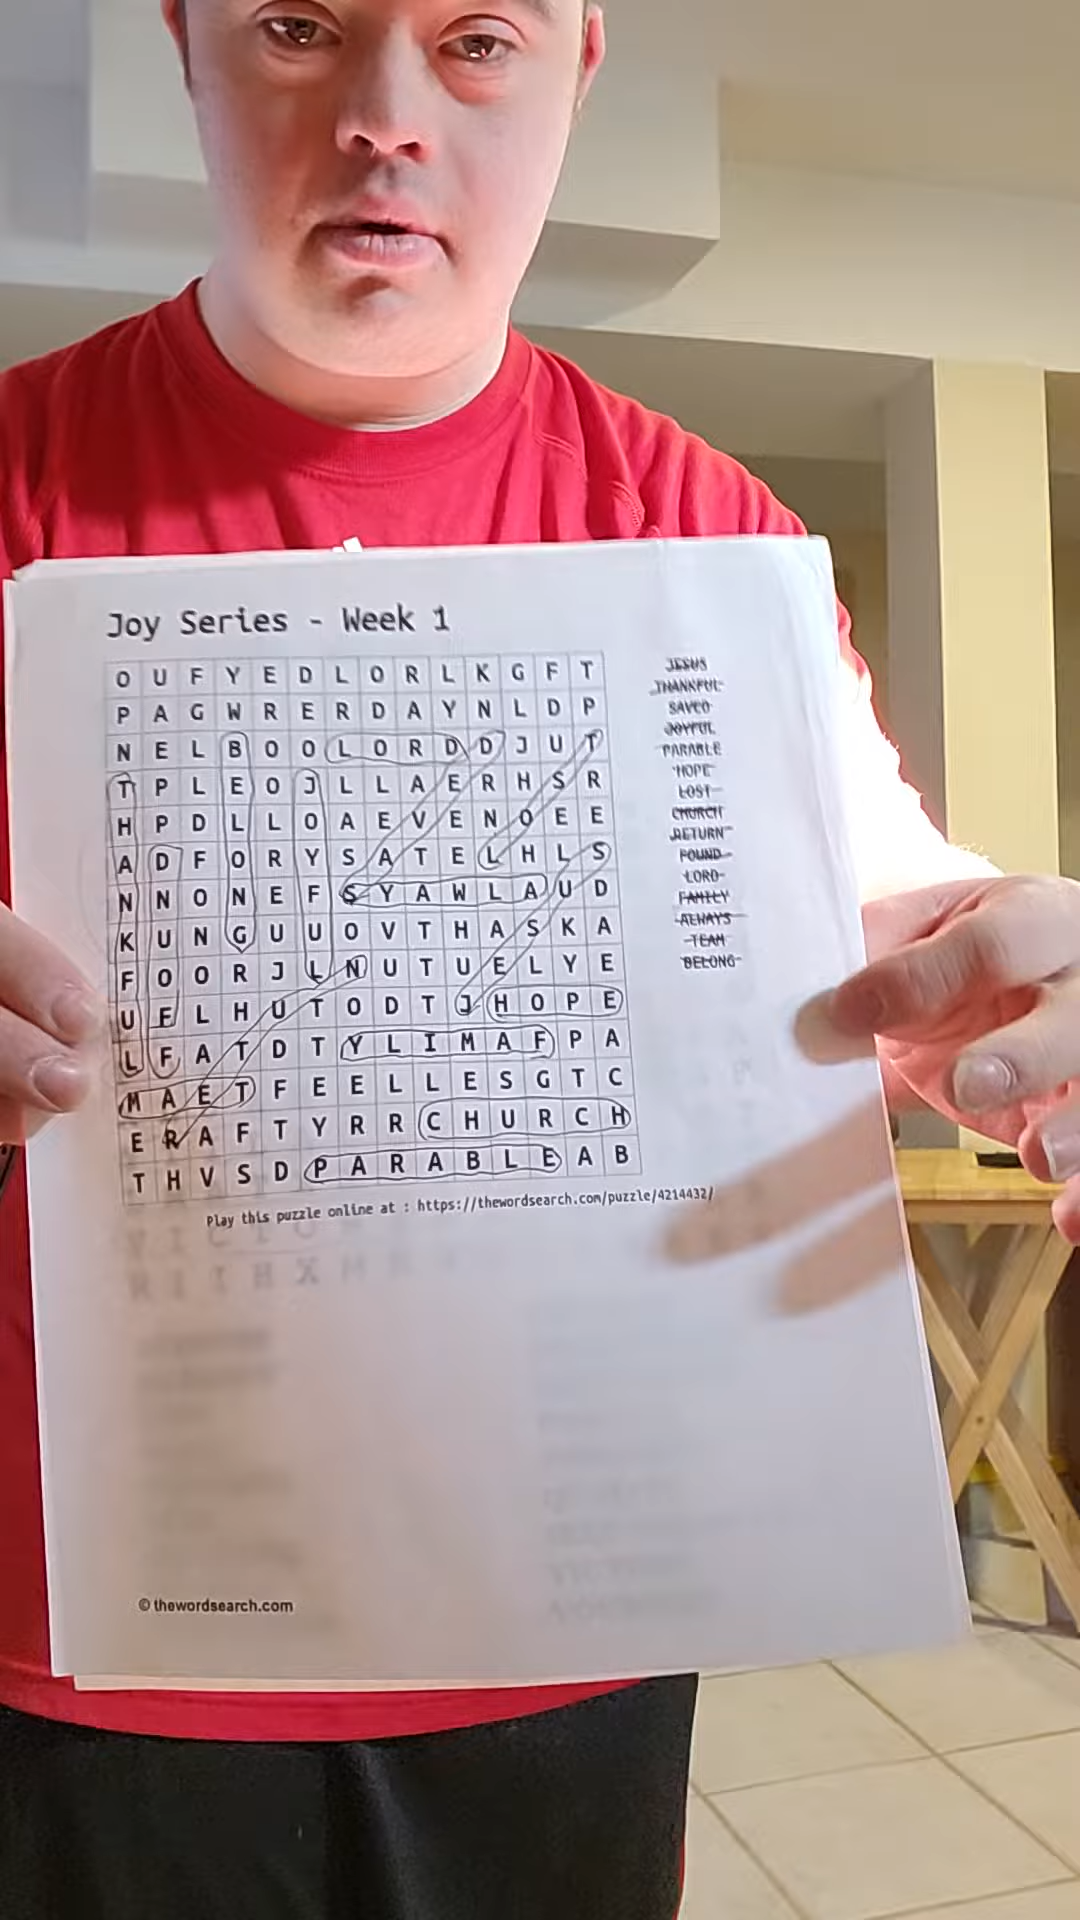 Joy Series - Week 1
O U F Y E D L O R L K G F T
P A G W R E R D A Y N L D P
N E L B O O L O R D D J U T
T P L E O J L L A E R H S R
H P D L L O A E V E N O E E
A D F O R Y S A T E L H L S
N N O N E F S Y A W L A U D
K U N G U U O V T H A S K A
F O O R J L N U T U E L Y E
U F L H U T O D T J H O P E
L F A T D T Y L I M A F P A
M A E T F E E L L E S G T C
E R A F T Y R R C H U R C H
T H V S D P A R A B L E A B
JESUS
THANKFUL
SAVED
JOYFUL
PARABLE
HOPE
LOST
CHURCH
RETURN
FOUND
LORD
FAMILY
ALWAYS
TEAM
BELONG
Play this puzzle online at : https://thewordsearch.com/puzzle/4214432/
© thewordsearch.com